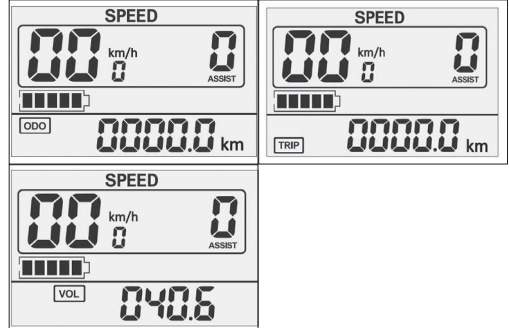 SPEED
00 km/h 0 0 ASSIST
ODO 0000.0 km
SPEED
00 km/h 0 0 ASSIST
TRIP 0000.0 km
SPEED
00 km/h 0 0 ASSIST
VOL 040.6